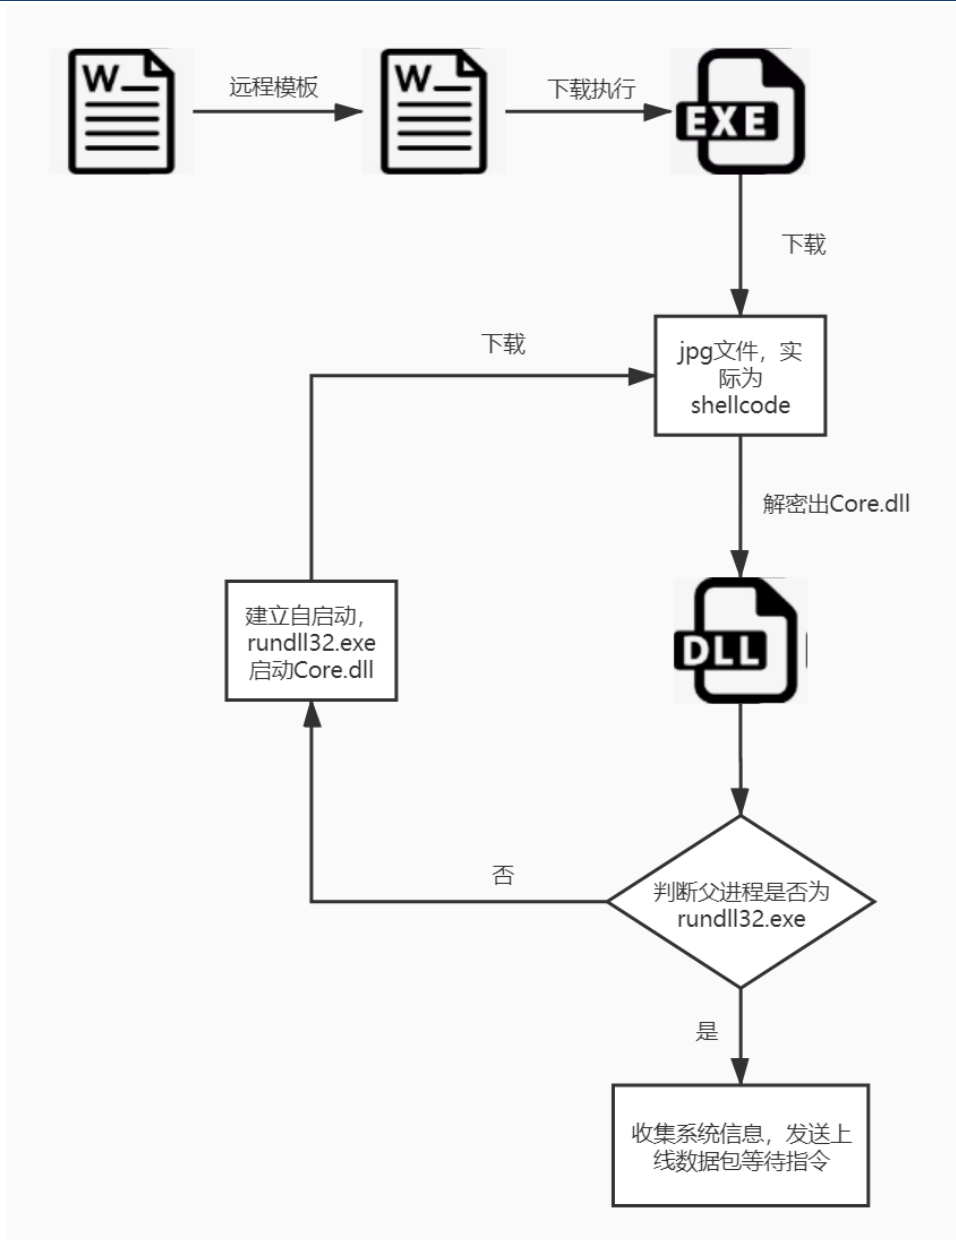 W
远程模板
W
下载执行
EXE
下载
下载
jpg文件，实
际为
shellcode
解密出Core.dll
建立自启动，
rundll32.exe
启动Core.dll
DLL
否
判断父进程是否为
rundll32.exe
是
收集系统信息，发送上
线数据包等待指令